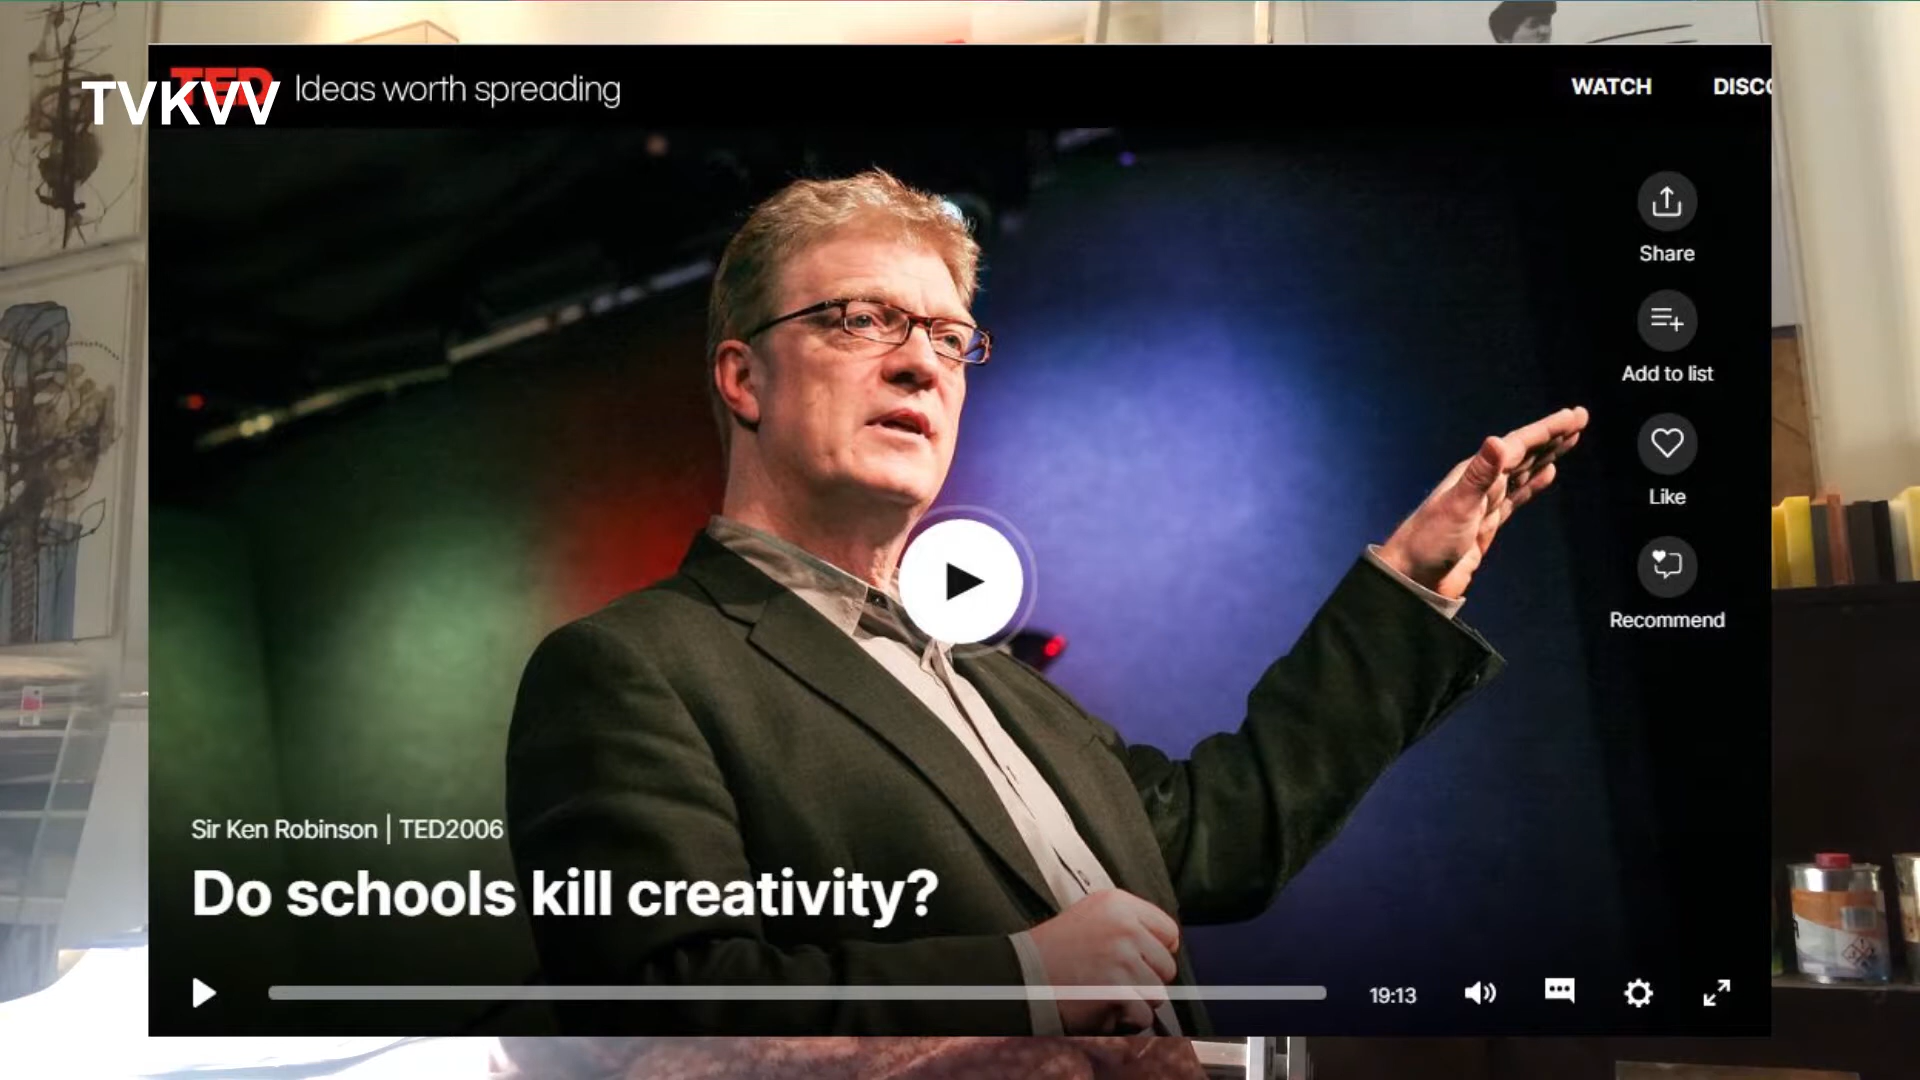 TVKVV
TED Ideas worth spreading
WATCH
Share
Add to list
Like
Recommend
Sir Ken Robinson | TED2006
Do schools kill creativity?
19:13